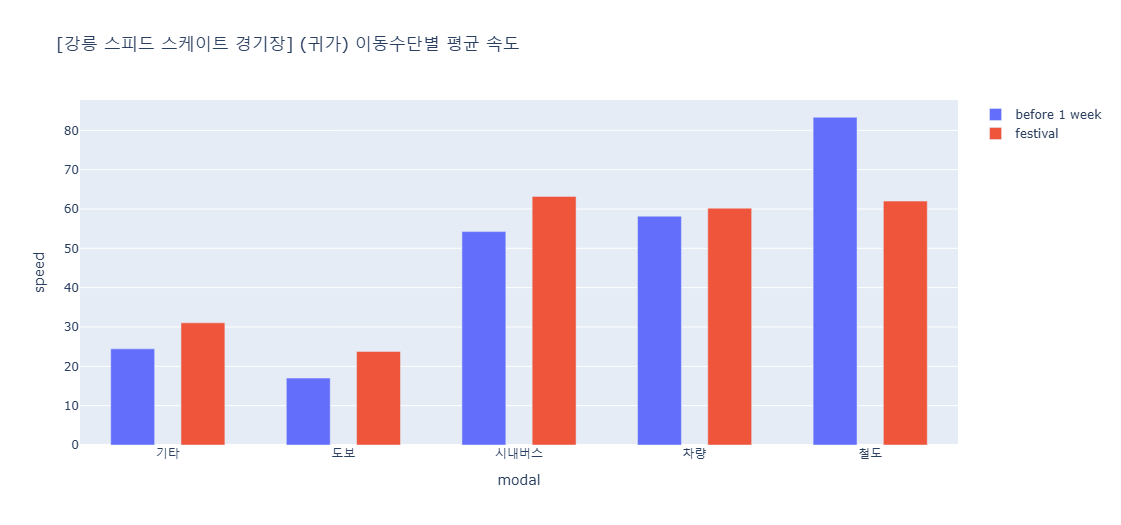 [강릉 스피드 스케이트 경기장] (귀가) 이동수단별 평균 속도
before 1 week
festival
speed
80
70
60
50
40
30
20
10
0
기타
도보
시내버스
차량
철도
modal